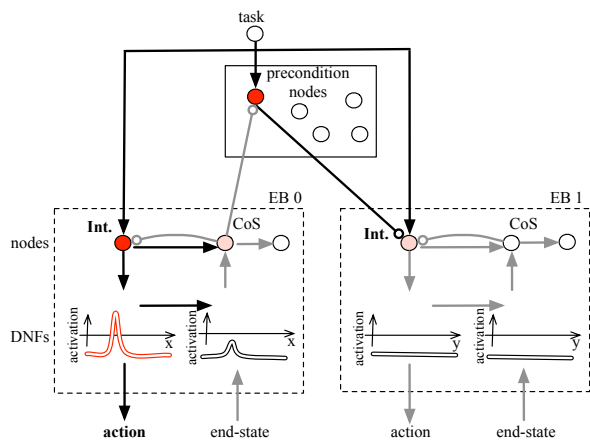 task
precondition
nodes
EB 0
EB 1
Int.
CoS
Int.
CoS
nodes
DNFs
activation
x
activation
x
activation
y
activation
y
action
end-state
action
end-state